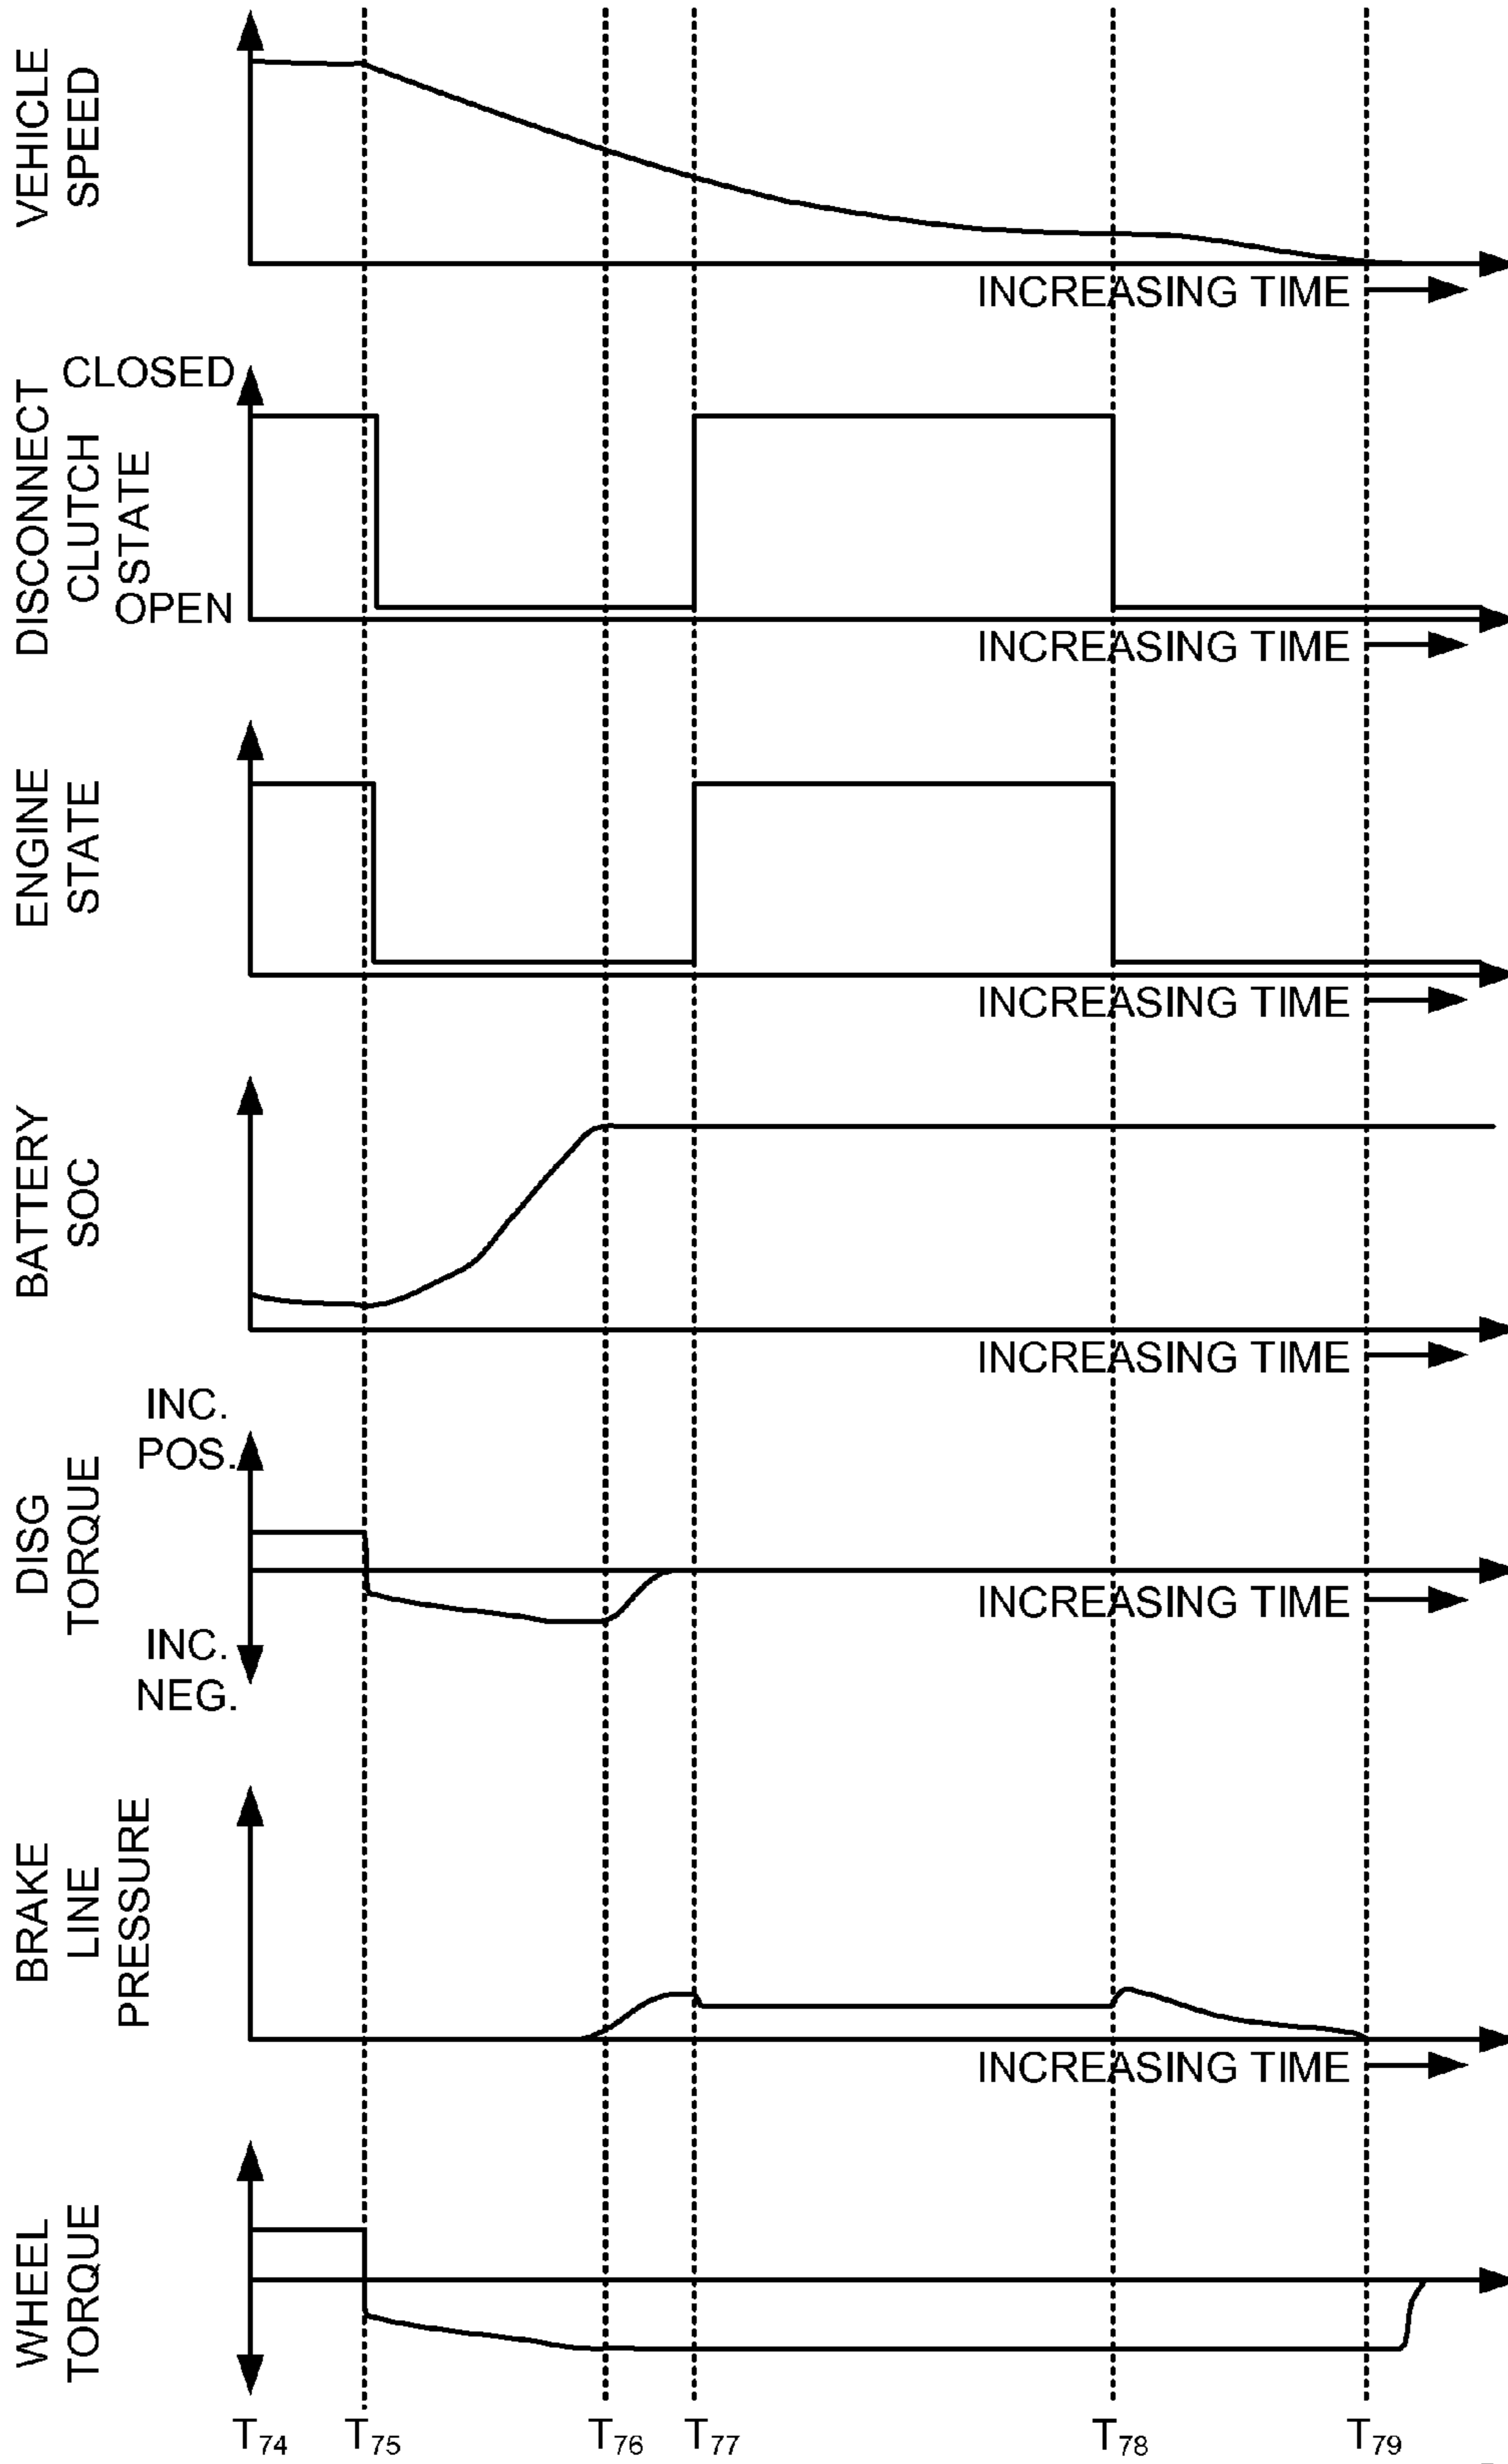 VEHICLE
SPEED
INCREASING TIME
DISCONNECT
CLUTCH
STATE
CLOSED
OPEN
INCREASING TIME
ENGINE
STATE
INCREASING TIME
BATTERY
SOC
INCREASING TIME
INC.
POS.
DISG
TORQUE
INCREASING TIME
INC.
NEG.
BRAKE
LINE
PRESSURE
INCREASING TIME
WHEEL
TORQUE
T74 T75 T76 T77 T78 T79